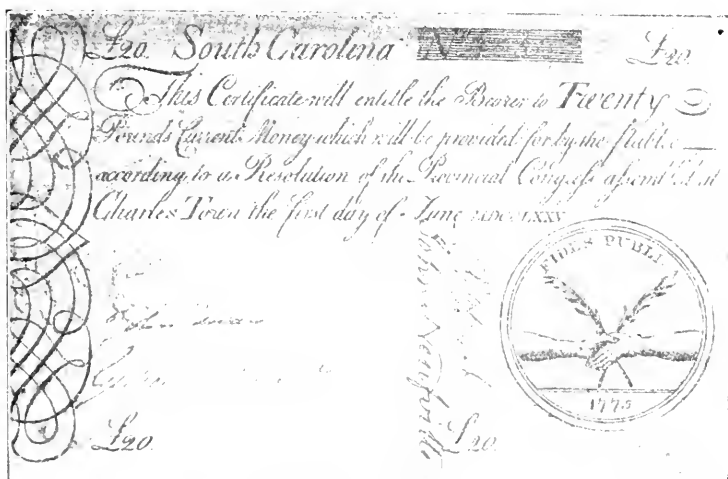 £20. South Carolina N £20.
This Certificate will entitle the Bearer to Twenty
Pounds Current Money which will be provided for by the Public
according to a Resolution of the Provincial Congress assembled at
Charles Town the first day of June MDCCLXXV
FIDES PUBLICA
1775
£20. £20.